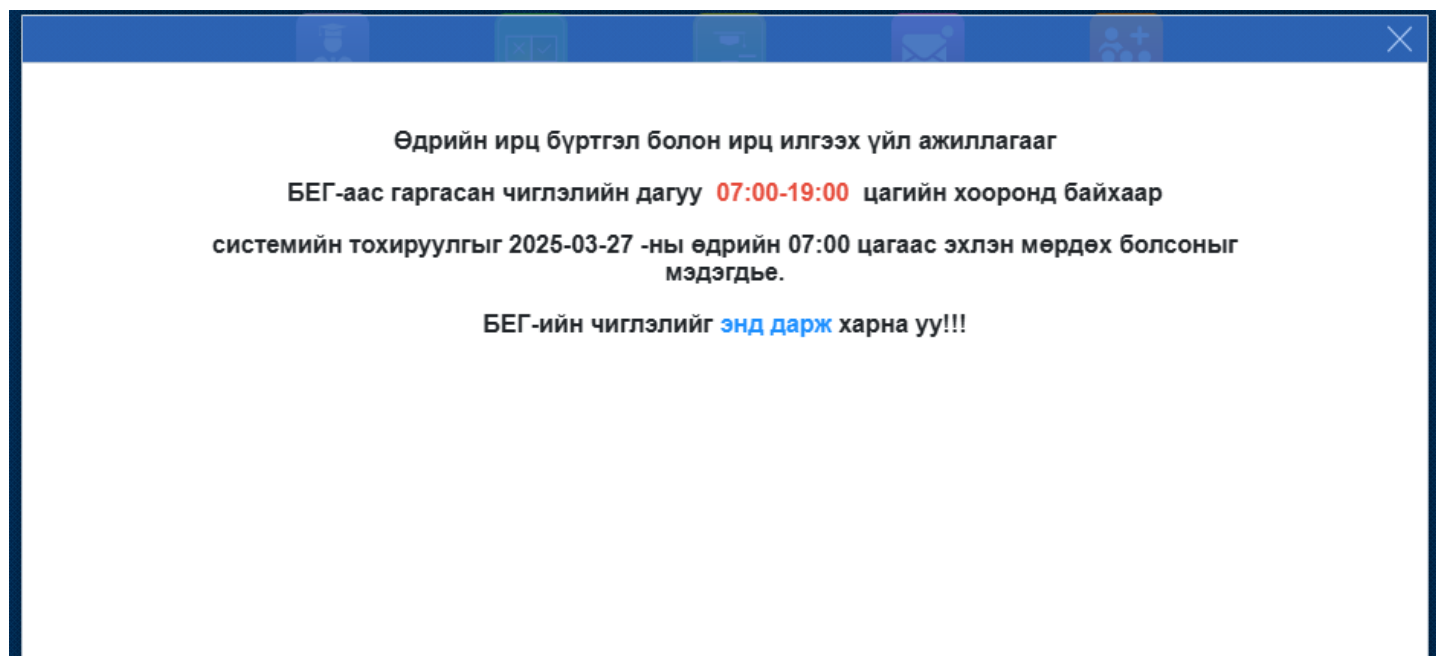 Өдрийн ирц бүртгэл болон ирц илгээх үйл ажиллагааг
БЕГ-аас гаргасан чиглэлийн дагуу 07:00-19:00 цагийн хооронд байхаар
системийн тохируулгыг 2025-03-27 -ны өдрийн 07:00 цагаас эхлэн мөрдөх болсоныг
мэдэгдье.
БЕГ-ийн чиглэлийг энд дарж харна уу!!!